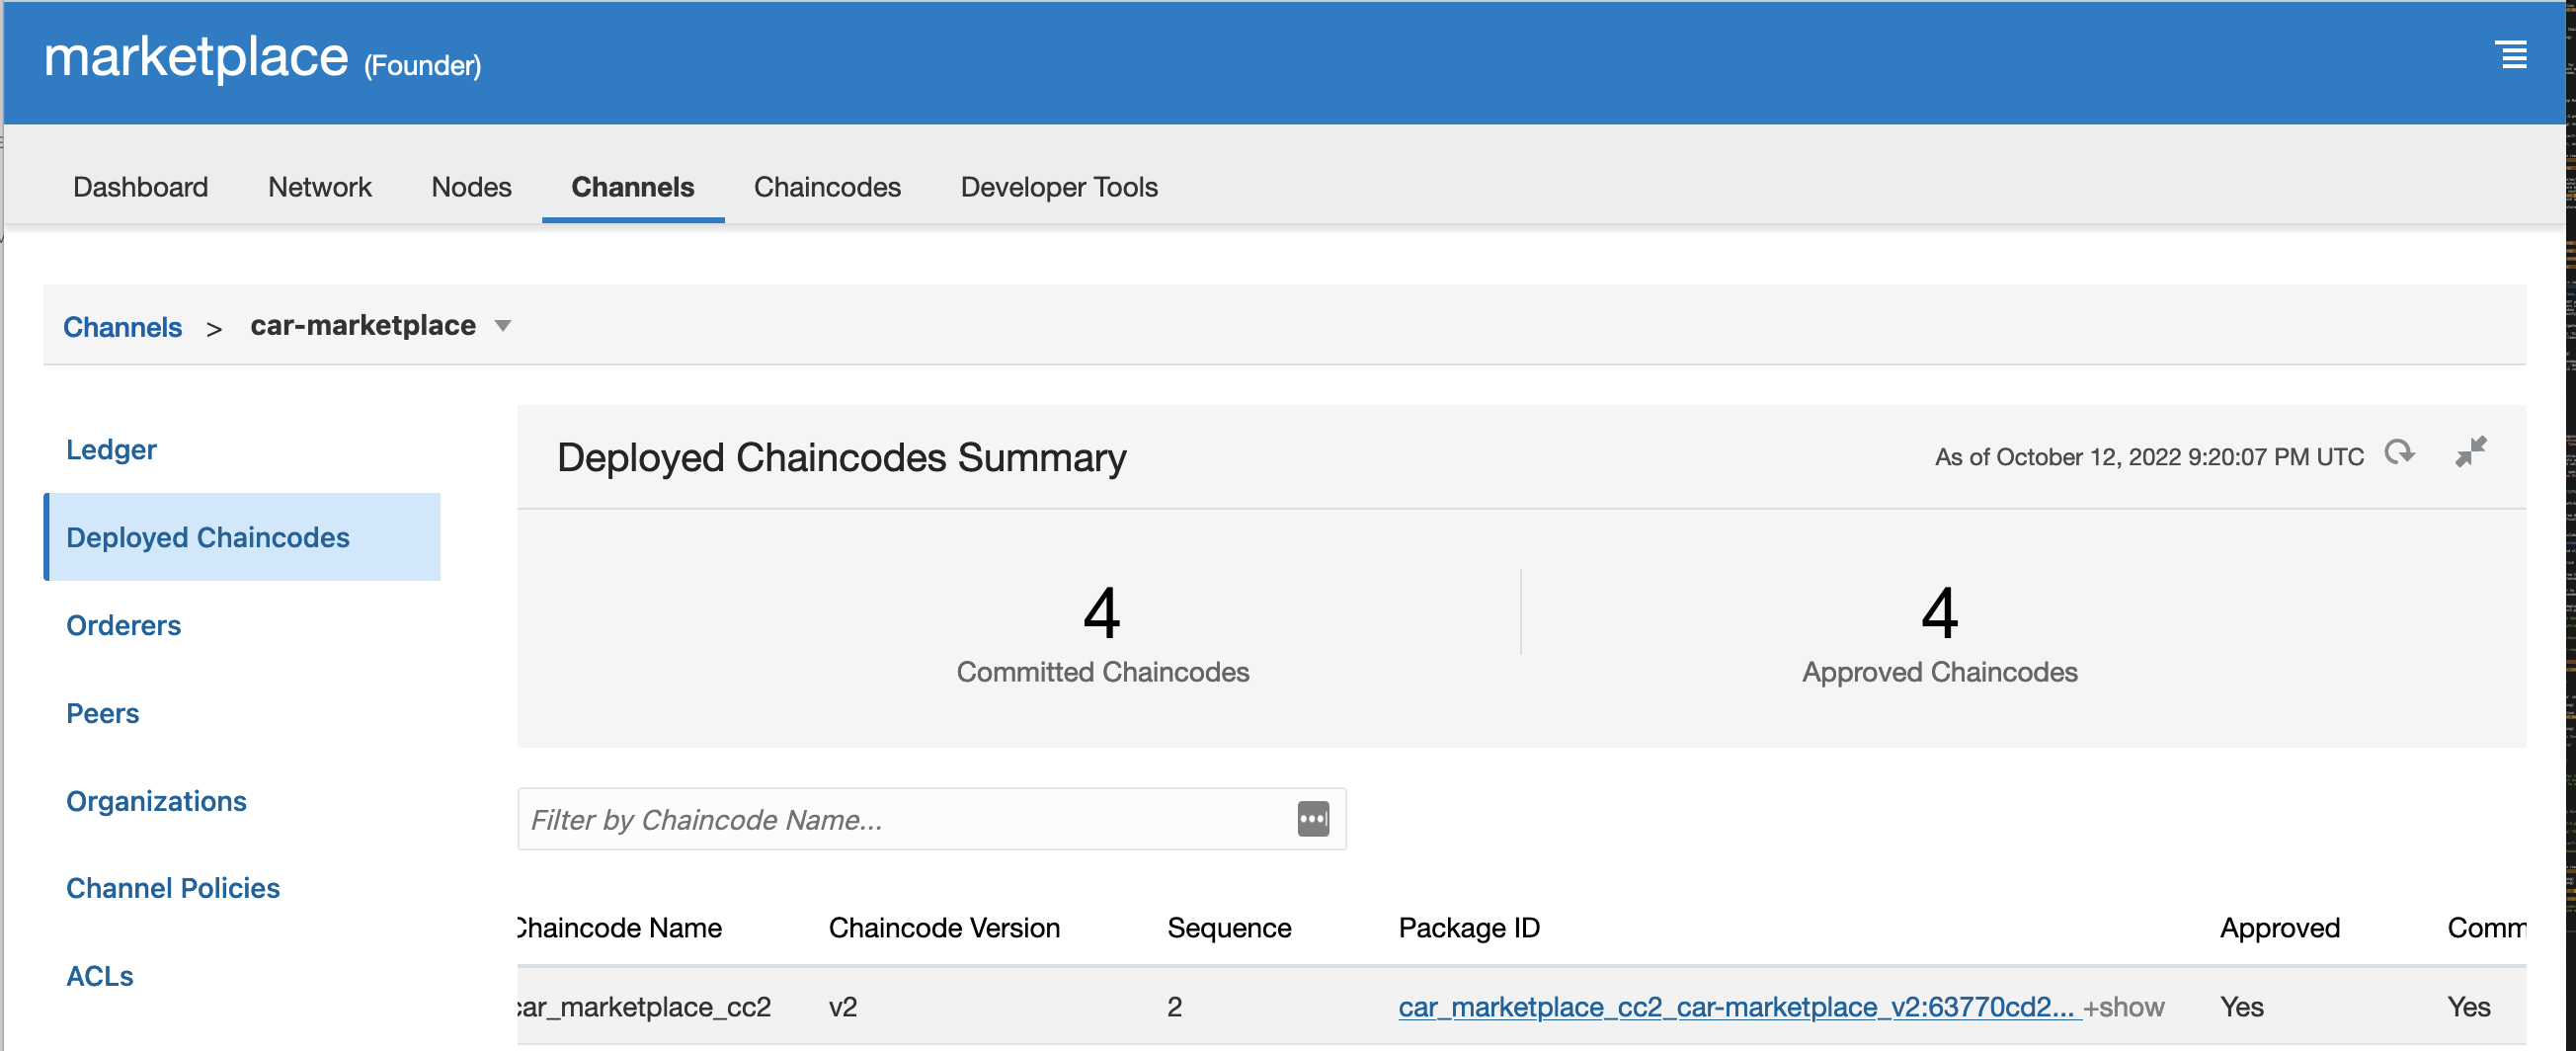 marketplace (Founder)
Dashboard Network Nodes Channels Chaincodes Developer Tools
Channels > car-marketplace
Ledger
Deployed Chaincodes
Orderers
Peers
Organizations
Channel Policies
ACLs
Deployed Chaincodes Summary
As of October 12, 2022 9:20:07 PM UTC
4
Committed Chaincodes
4
Approved Chaincodes
Filter by Chaincode Name...
Chaincode Name Chaincode Version Sequence Package ID Approved Comm
car_marketplace_cc2 v2 2 car_marketplace_cc2_car-marketplace_v2:63770cd2... +show Yes Yes